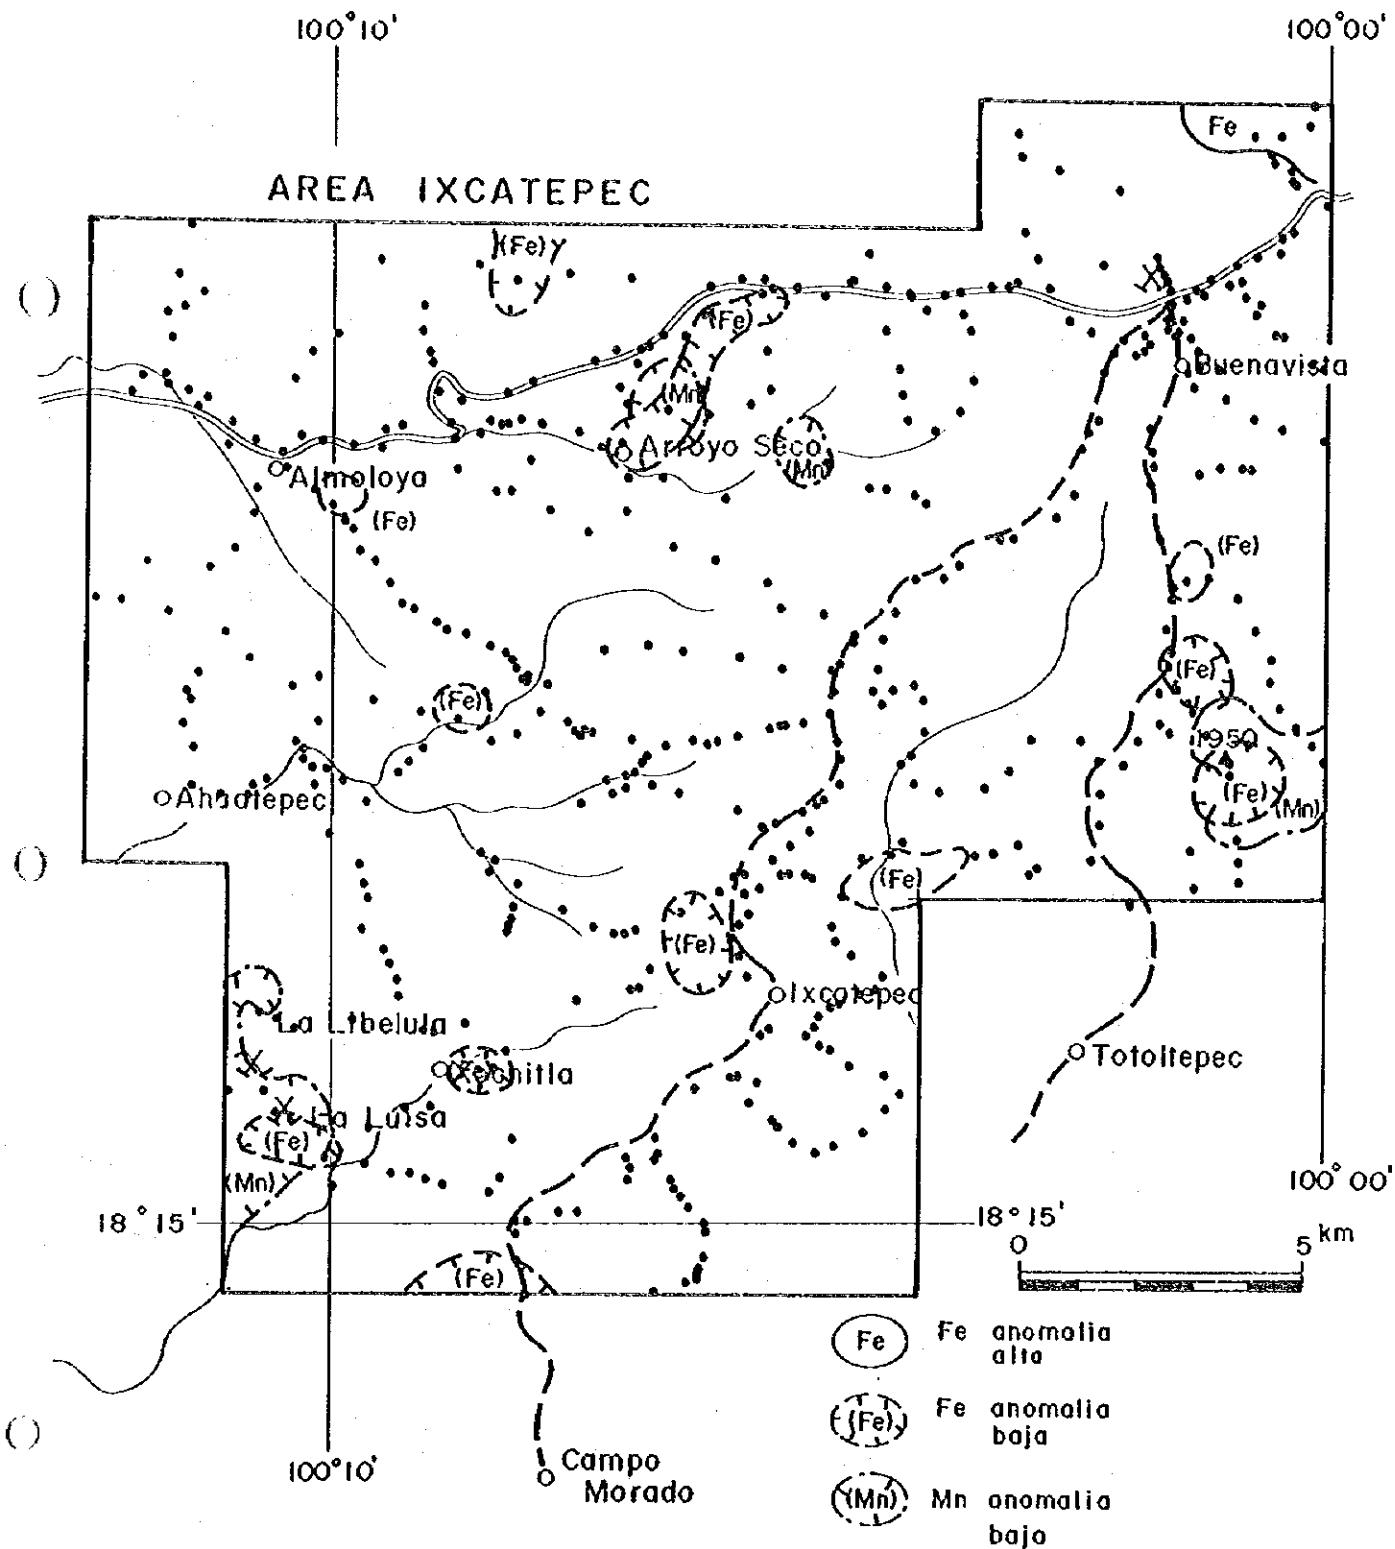 100°10'
100°00'
Fe
AREA IXCATEPEC
(Fe)
(Fe)
Buenavista
(Mn)
Arroyo Seco
(Mn)
Almoloya
(Fe)
(Fe)
(Fe)
(Fe)
1950
(Fe)
(Mn)
Ahuatepec
(Fe)
(Fe)
Ixcatepec
La Libelula
Totoltepec
Xochitla
La Luisa
(Fe)
(Mn)
100°00'
18°15'
18°15'
0
5 km
(Fe)
Fe
Fe anomalia
alta
(Fe)
Fe anomalia
baja
100°10'
Campo
Morado
(Mn)
Mn anomalia
baja